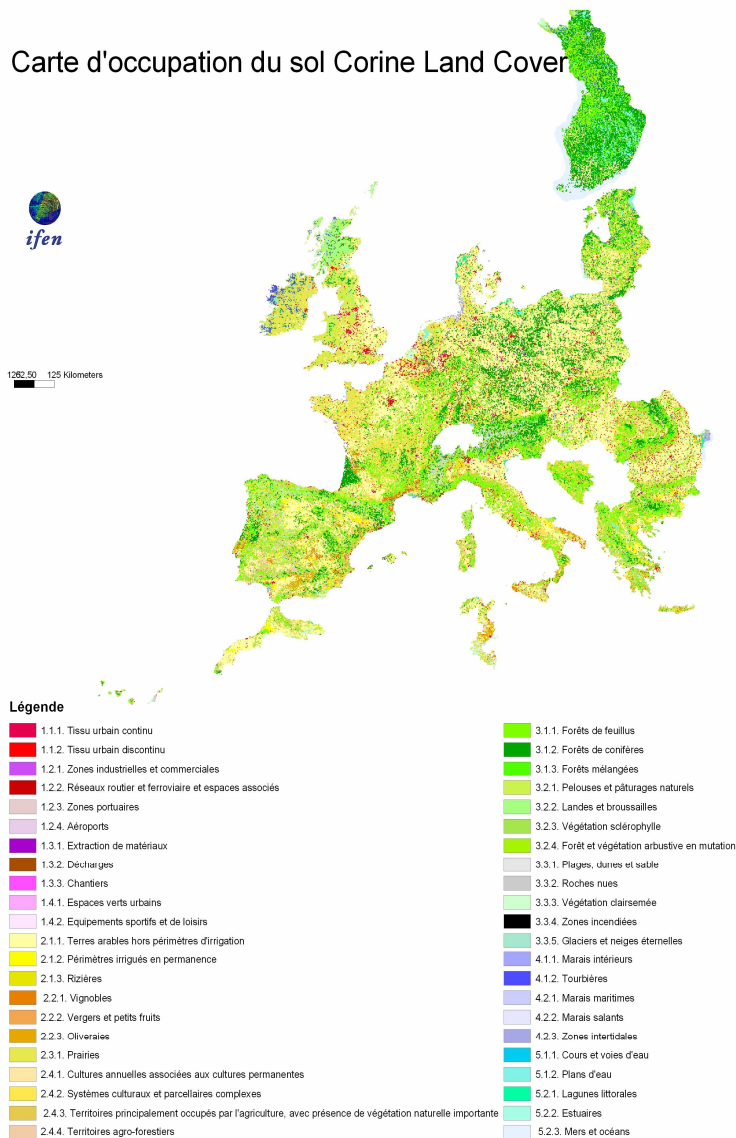 Carte d'occupation du sol Corine Land Cover
ifen
125 Kilometers
Légende
1.1.1. Tissu urbain continu
1.1.2. Tissu urbain discontinu
1.2.1. Zones industrielles et commerciales
1.2.2. Réseaux routier et ferroviaire et espaces associés
1.2.3. Zones portuaires
1.2.4. Aéroports
1.3.1. Extraction de matériaux
1.3.2. Décharges
1.3.3. Chantiers
1.4.1. Espaces verts urbains
1.4.2. Equipements sportifs et de loisirs
2.1.1. Terres arables hors périmètres d'irrigation
2.1.2. Périmètres irrigués en permanence
2.1.3. Rizières
2.2.1. Vignobles
2.2.2. Vergers et petits fruits
2.2.3. Oliveraies
2.3.1. Prairies
2.4.1. Cultures annuelles associées aux cultures permanentes
2.4.2. Systèmes culturaux et parcellaires complexes
2.4.3. Territoires principalement occupés par l'agriculture, avec présence de végétation naturelle importante
2.4.4. Territoires agro-forestiers
3.1.1. Forêts de feuillus
3.1.2. Forêts de conifères
3.1.3. Forêts mélangées
3.2.1. Pelouses et pâturages naturels
3.2.2. Landes et broussailles
3.2.3. Végétation sclérophylle
3.2.4. Forêt et végétation arbustive en mutation
3.3.1. Plages, dunes et sable
3.3.2. Roches nues
3.3.3. Végétation clairsemée
3.3.4. Zones incendiées
3.3.5. Glaciers et neiges éternelles
4.1.1. Marais intérieurs
4.1.2. Tourbières
4.2.1. Marais maritimes
4.2.2. Marais salants
4.2.3. Zones intertidales
5.1.1. Cours et voies d'eau
5.1.2. Plans d'eau
5.2.1. Lagunes littorales
5.2.2. Estuaires
5.2.3. Mers et océans